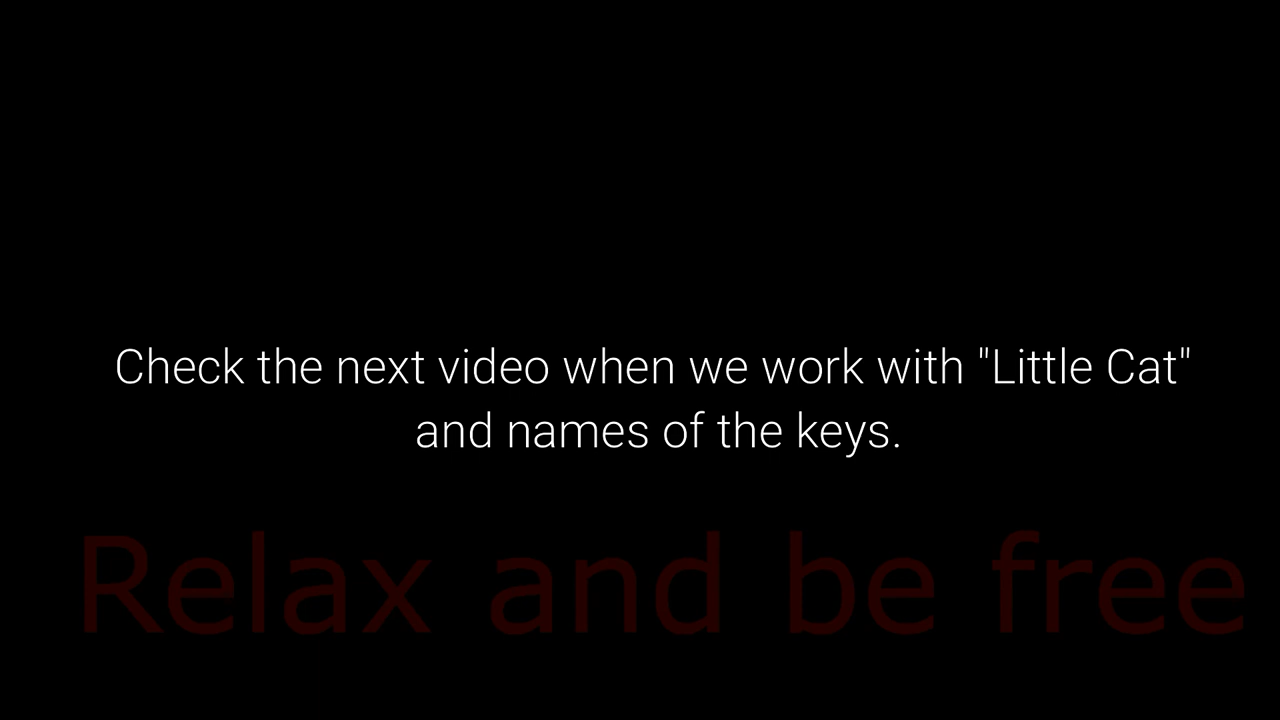 Check the next video when we work with "Little Cat"
and names of the keys.
Relax and be free